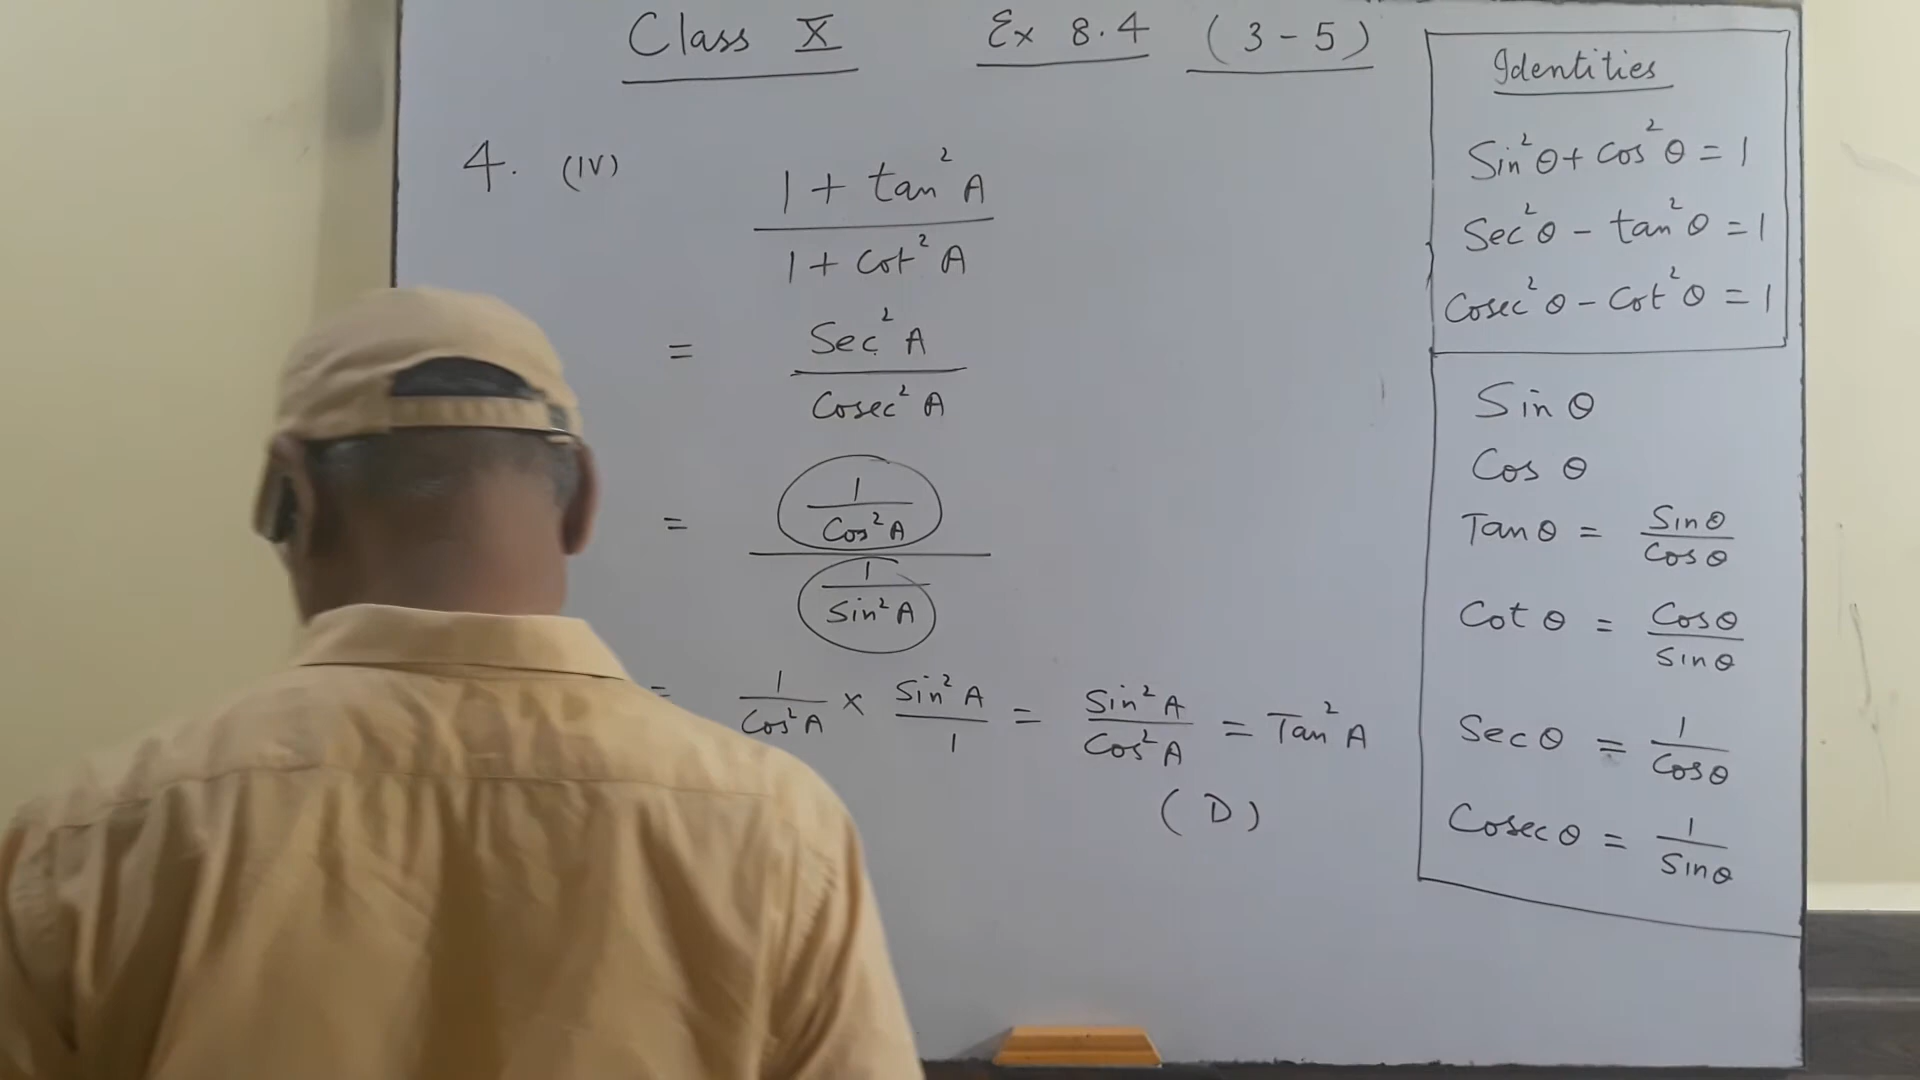 Class X Ex 8.4 (3-5)
4. (IV) 1 + tan²A / 1 + cot²A
= Sec²A / Cosec²A
= 1/Cos²A / 1/Sin²A
= 1/Cos²A × Sin²A/1 = Sin²A/Cos²A = Tan²A
(D)
Identities
Sin²θ + Cos²θ = 1
Sec²θ - tan²θ = 1
Cosec²θ - Cot²θ = 1
Sin θ
Cos θ
Tan θ = Sinθ/Cosθ
Cot θ = Cosθ/Sinθ
Sec θ = 1/Cosθ
Cosec θ = 1/Sinθ